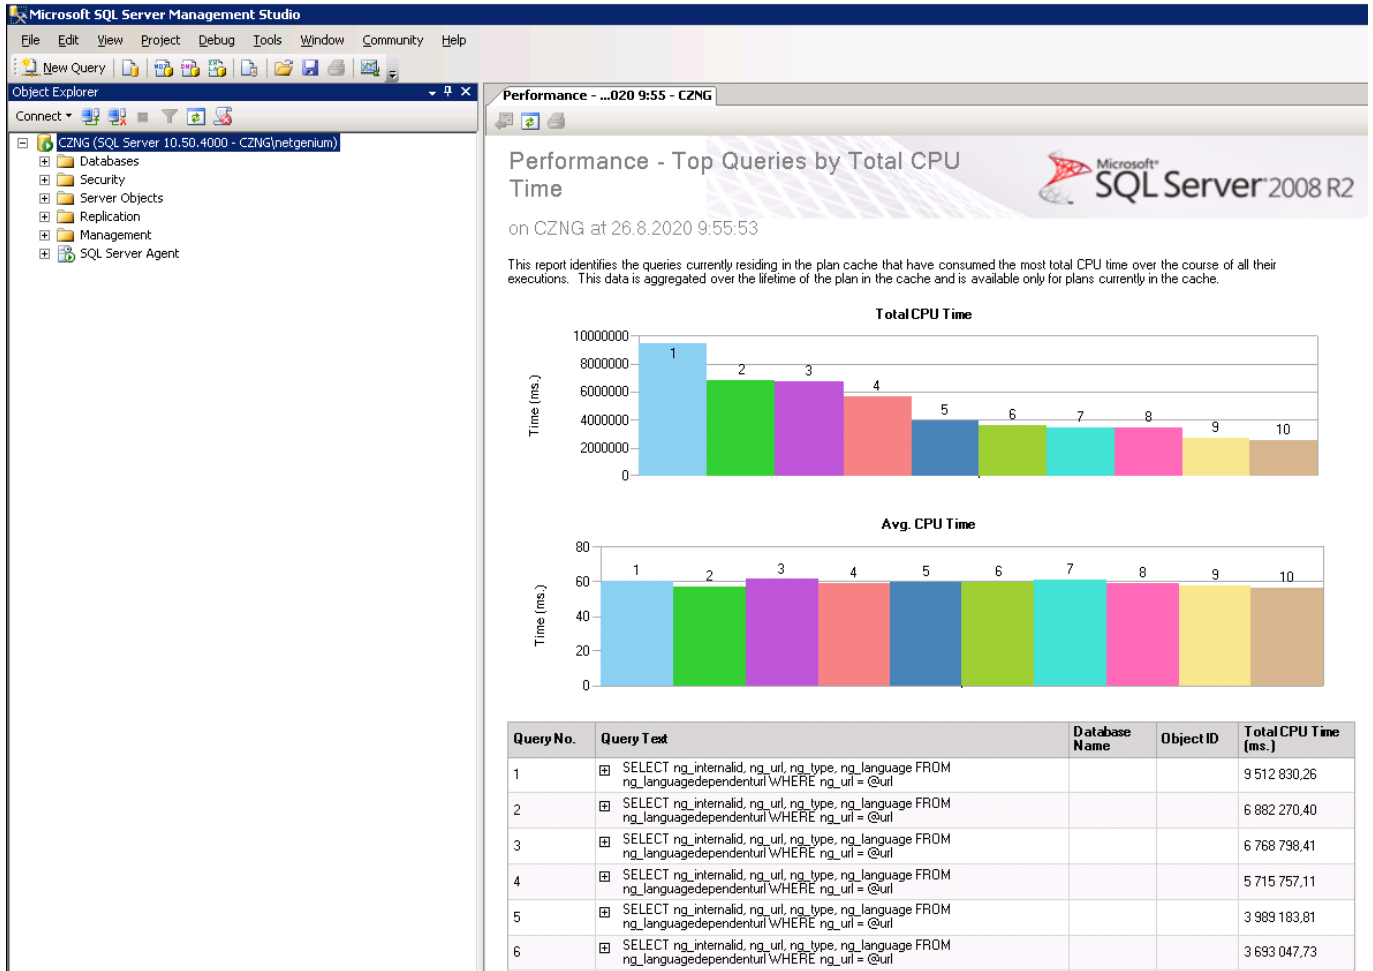 Microsoft SQL Server Management Studio
File Edit View Project Debug Tools Window Community Help
New Query
Object Explorer
Connect
CZNG (SQL Server 10.50.4000 - CZNG\netgenium)
Databases
Security
Server Objects
Replication
Management
SQL Server Agent
Performance - ...020 9:55 - CZNG
Performance - Top Queries by Total CPU
Time
Microsoft
SQL Server 2008 R2
on CZNG at 26.8.2020 9:55:53
This report identifies the queries currently residing in the plan cache that have consumed the most total CPU time over the course of all their
executions. This data is aggregated over the lifetime of the plan in the cache and is available only for plans currently in the cache.
Total CPU Time
Time (ms.)
10000000
8000000
6000000
4000000
2000000
0
1 2 3 4 5 6 7 8 9 10
Avg. CPU Time
Time (ms.)
80
60
40
20
0
1 2 3 4 5 6 7 8 9 10
Query No. Query Text Database Name Object ID Total CPU Time (ms.)
1 SELECT ng_internalid, ng_url, ng_type, ng_language FROM
ng_languagedependenturl WHERE ng_url = @url 9 512 830,26
2 SELECT ng_internalid, ng_url, ng_type, ng_language FROM
ng_languagedependenturl WHERE ng_url = @url 6 882 270,40
3 SELECT ng_internalid, ng_url, ng_type, ng_language FROM
ng_languagedependenturl WHERE ng_url = @url 6 768 798,41
4 SELECT ng_internalid, ng_url, ng_type, ng_language FROM
ng_languagedependenturl WHERE ng_url = @url 5 715 757,11
5 SELECT ng_internalid, ng_url, ng_type, ng_language FROM
ng_languagedependenturl WHERE ng_url = @url 3 989 183,81
6 SELECT ng_internalid, ng_url, ng_type, ng_language FROM
ng_languagedependenturl WHERE ng_url = @url 3 693 047,73